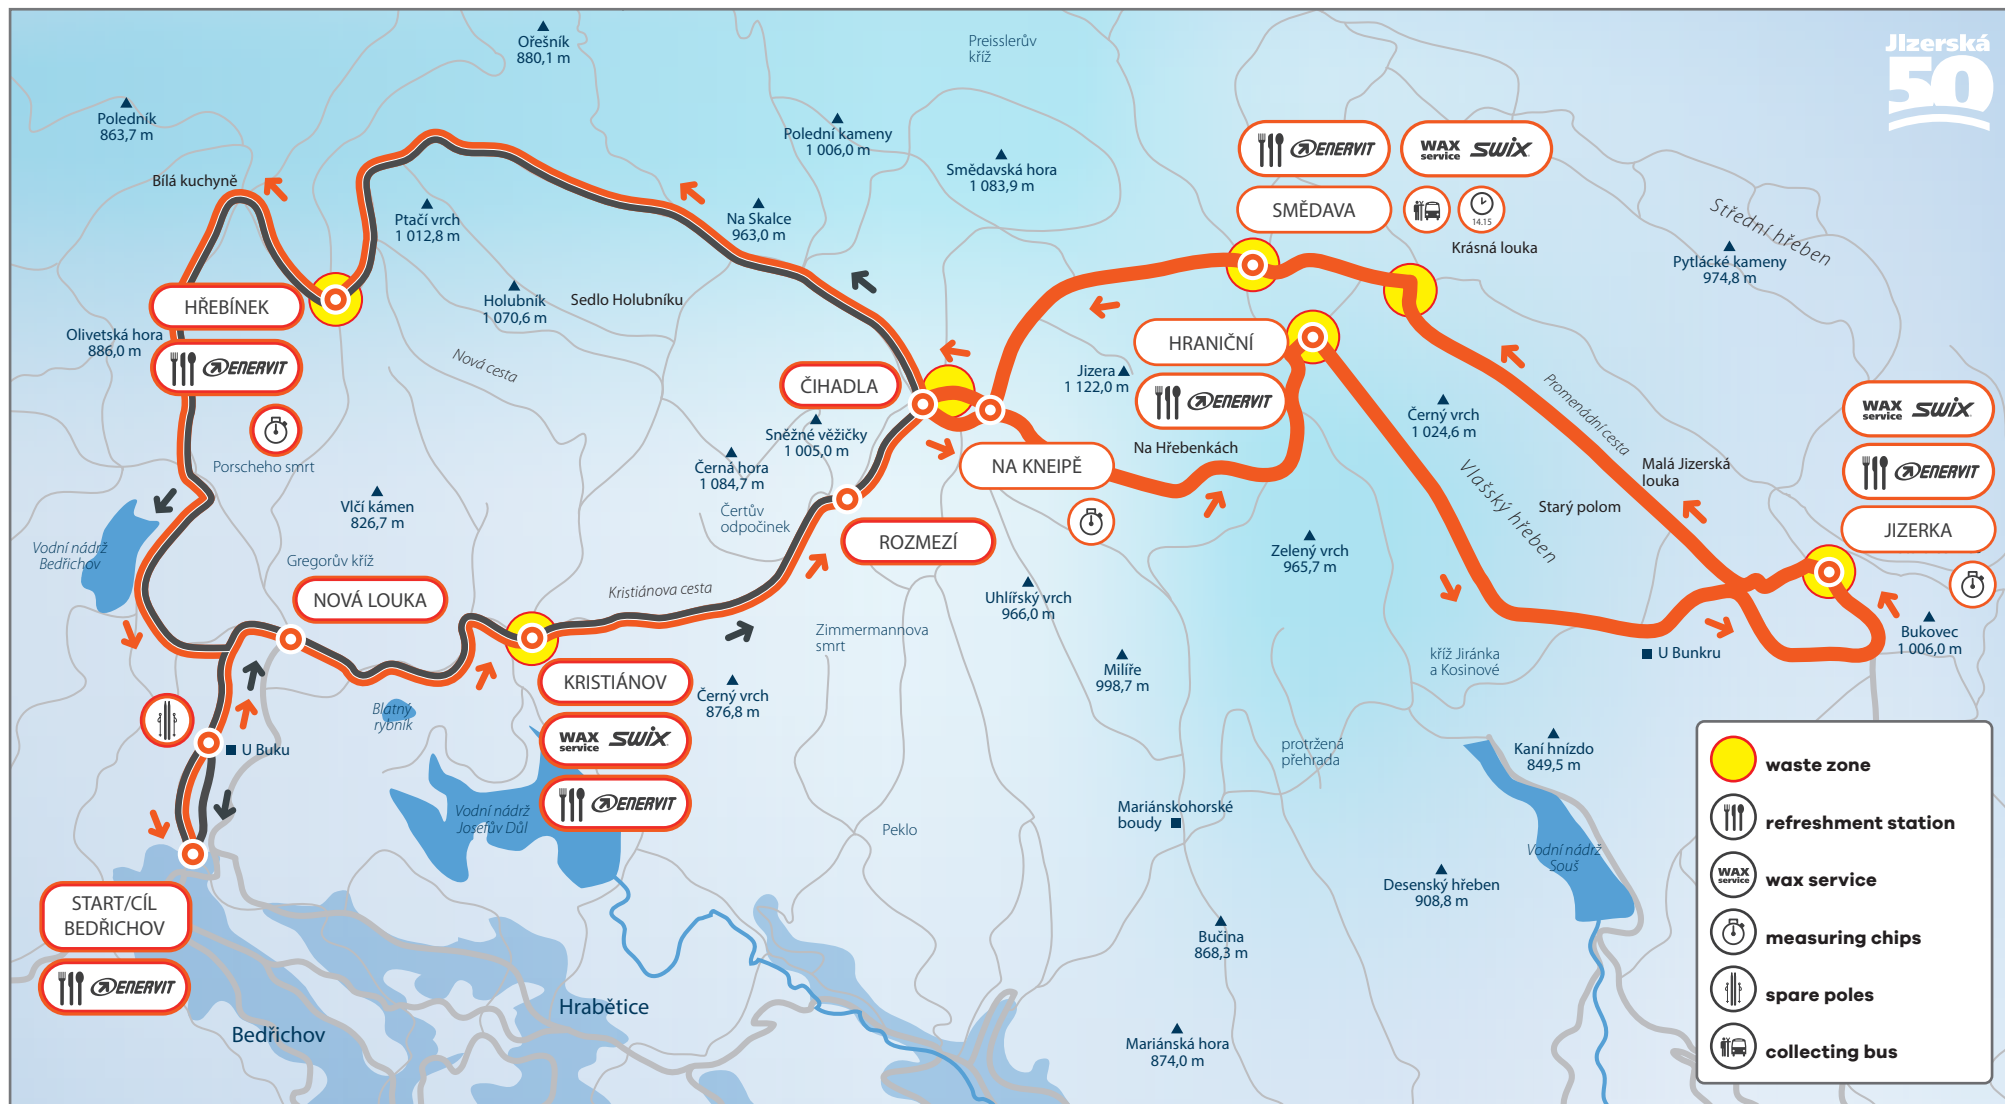 JIzerská
50
Ořešník
880,1 m
Preisslerův
kříž
Poledník
863,7 m
Polední kameny
1 006,0 m
Smědavská hora
1 083,9 m
ENERVIT
WAX
service
SWIX
SMĚDAVA
14.15
Krásná louka
Střední hřeben
Pytlácké kameny
974,8 m
Bílá kuchyně
Ptačí vrch
1 012,8 m
Na Skalce
963,0 m
HŘEBÍNEK
Olivetská hora
886,0 m
ENERVIT
Holubník
1 070,6 m
Sedlo Holubníku
Nová cesta
HRANIČNÍ
Jizera
1 122,0 m
ENERVIT
Na Hřebenkách
ČIHADLA
Sněžné věžičky
1 005,0 m
Černá hora
1 084,7 m
Čertův
odpočinek
NA KNEIPĚ
Černý vrch
1 024,6 m
Promenádní cesta
Vlašský hřeben
Malá Jizerská
louka
Starý polom
WAX
service
SWIX
ENERVIT
JIZERKA
Porscheho smrt
Vlčí kámen
826,7 m
Vodní nádrž
Bedřichov
Gregorův kříž
NOVÁ LOUKA
ROZMEZÍ
Kristiánova cesta
Zelený vrch
965,7 m
Uhlířský vrch
966,0 m
Zimmermannova
smrt
Milíře
998,7 m
kříž Jiránka
a Kosinové
U Bunkru
Bukovec
1 006,0 m
KRISTIÁNOV
WAX
service
SWIX
ENERVIT
Černý vrch
876,8 m
Blatný
rybník
U Buku
Vodní nádrž
Josefův Důl
protržená
přehrada
Kaní hnízdo
849,5 m
Mariánskohorské
boudy
Peklo
Vodní nádrž
Souš
Desenský hřeben
908,8 m
START/CÍL
BEDŘICHOV
ENERVIT
Bučina
868,3 m
Hrabětice
Bedřichov
Mariánská hora
874,0 m
waste zone
refreshment station
WAX
service
wax service
measuring chips
spare poles
collecting bus